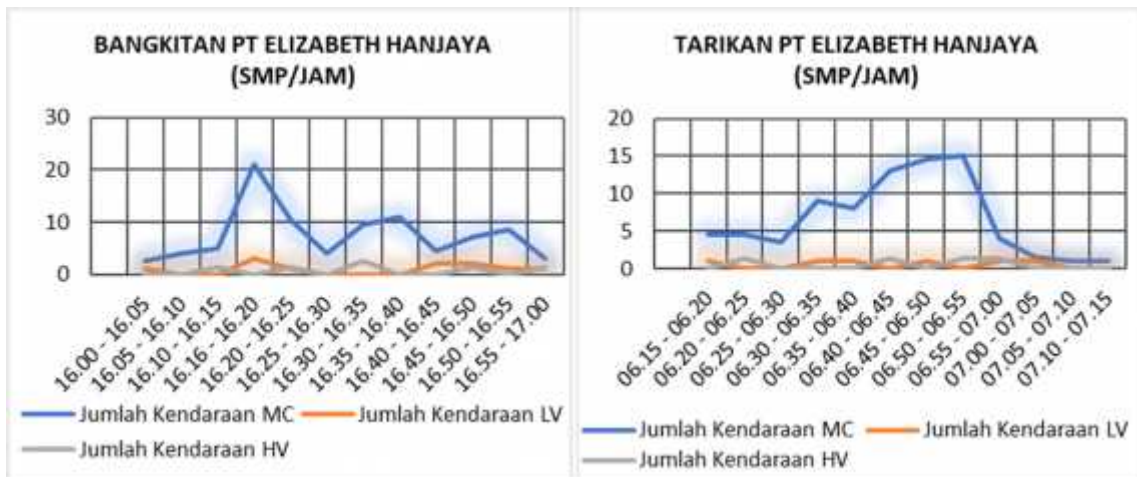 BANGKITAN PT ELIZABETH HANJAYA
(SMP/JAM)
30
20
10
0
16.00 - 16.05
16.05 - 16.10
16.10 - 16.15
16.16 - 16.20
16.20 - 16.25
16.25 - 16.30
16.30 - 16.35
16.35 - 16.40
16.40 - 16.45
16.45 - 16.50
16.50 - 16.55
16.55 - 17.00
Jumlah Kendaraan MC
Jumlah Kendaraan LV
Jumlah Kendaraan HV
TARIKAN PT ELIZABETH HANJAYA
(SMP/JAM)
20
15
10
5
0
06.15 - 06.20
06.20 - 06.25
06.25 - 06.30
06.30 - 06.35
06.35 - 06.40
06.40 - 06.45
06.45 - 06.50
06.50 - 06.55
06.55 - 07.00
07.00 - 07.05
07.05 - 07.10
07.10 - 07.15
Jumlah Kendaraan MC
Jumlah Kendaraan LV
Jumlah Kendaraan HV